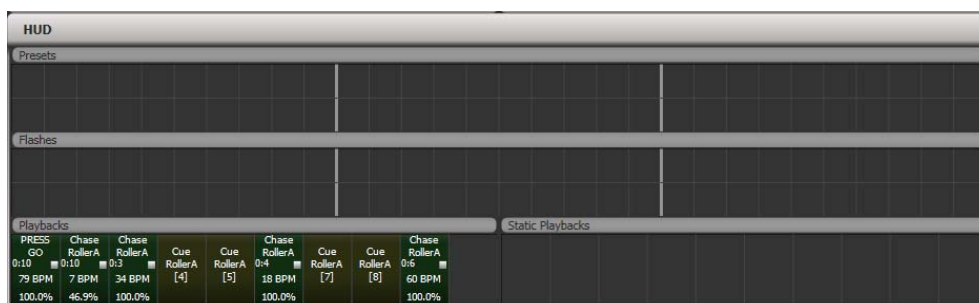 HUD
Presets
Flashes
Playbacks
Static Playbacks
PRESS Chase Chase Chase Chase
GO RollerA RollerA Cue Cue RollerA Cue Cue RollerA
0:10 0:10 0:3 RollerA RollerA 0:4 RollerA RollerA 0:6
79 BPM 7 BPM 34 BPM [4] [5] 18 BPM [7] [8] 60 BPM
100.0% 46.9% 100.0% 100.0% 100.0%